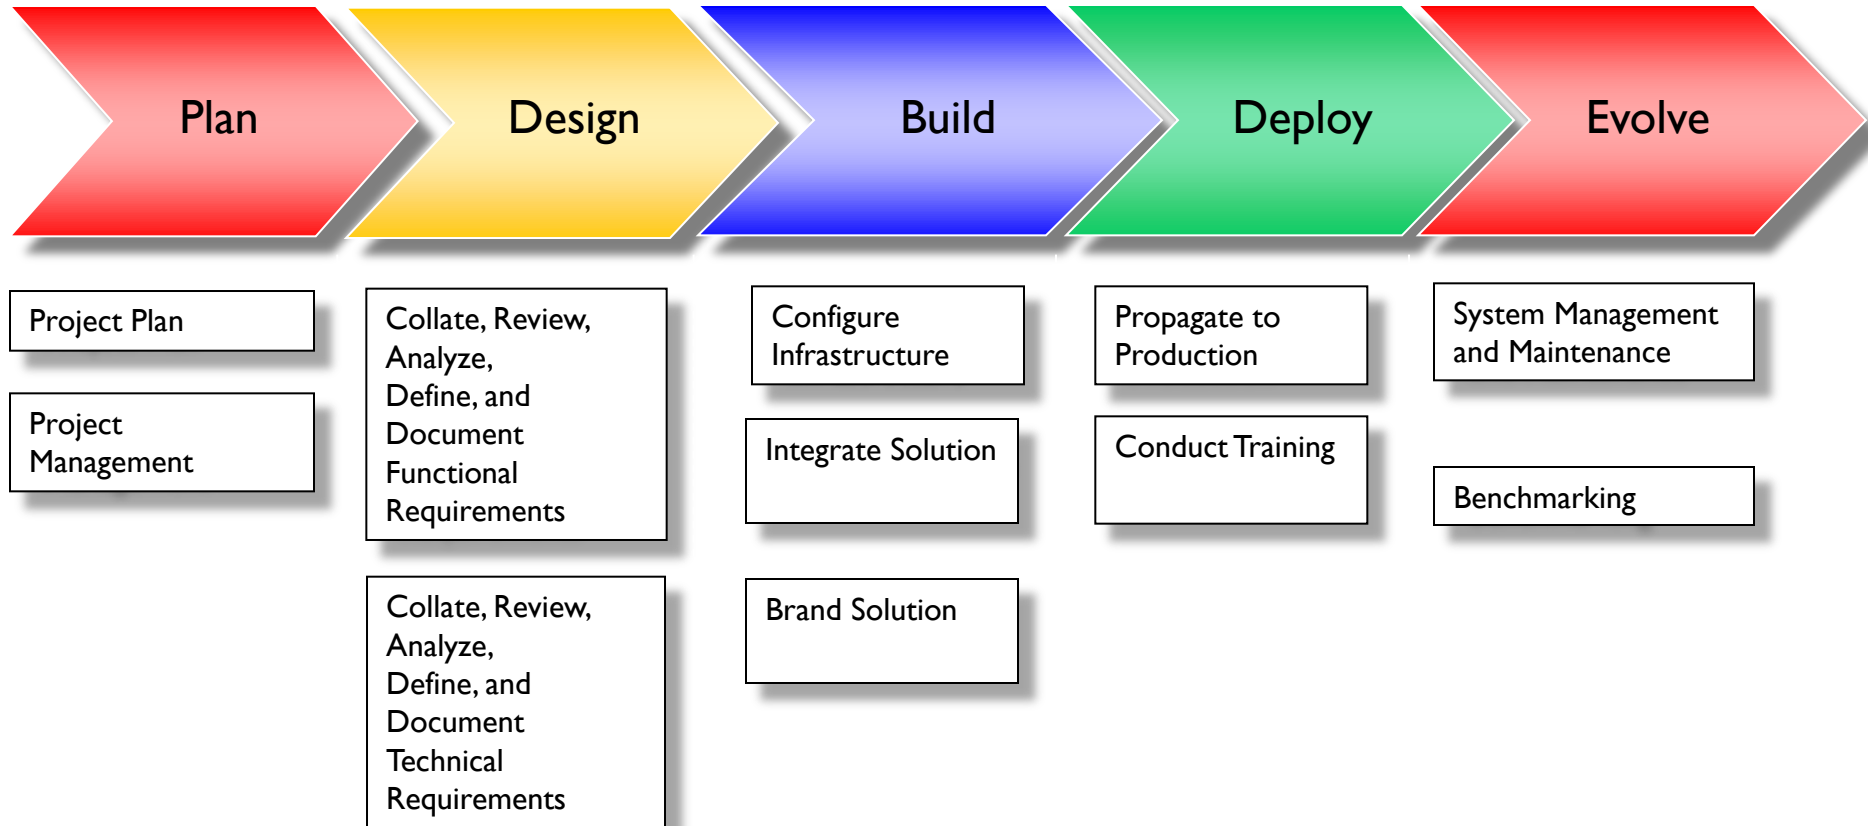 Plan
Design
Build
Deploy
Evolve
Project Plan
Project
Management
Collate, Review,
Analyze,
Define, and
Document
Functional
Requirements
Collate, Review,
Analyze,
Define, and
Document
Technical
Requirements
Configure
Infrastructure
Integrate Solution
Brand Solution
Propagate to
Production
Conduct Training
System Management
and Maintenance
Benchmarking